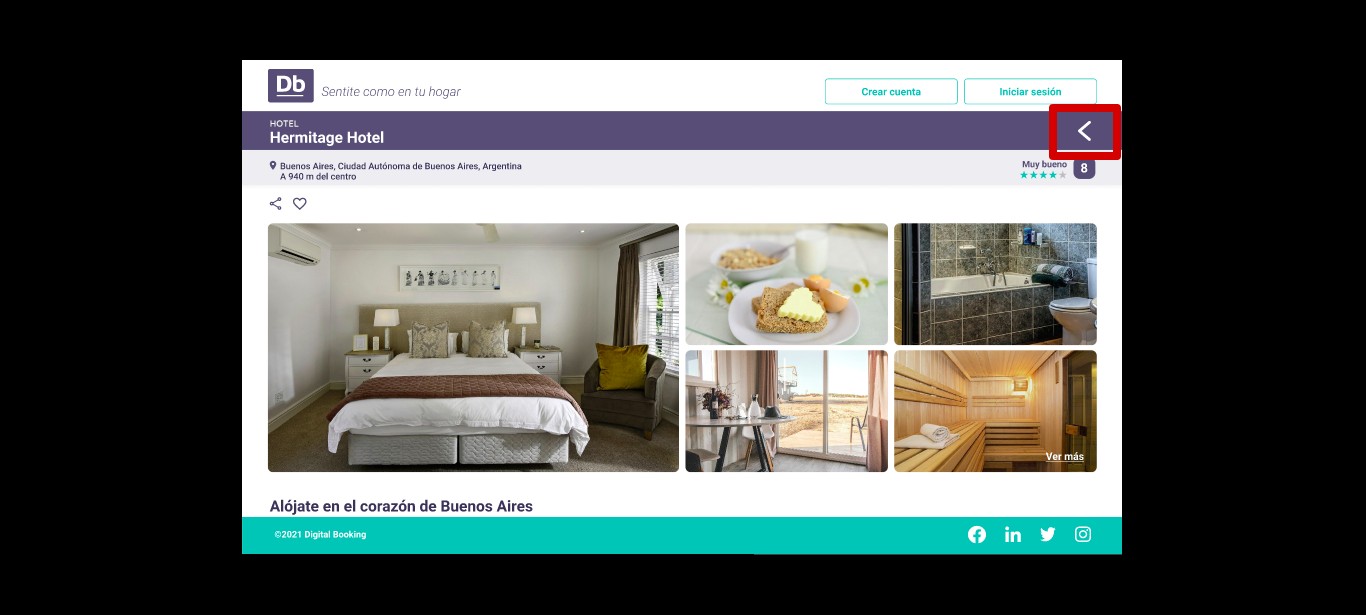 Db
Sentite como en tu hogar
Crear cuenta
Iniciar sesión
HOTEL
Hermitage Hotel
Buenos Aires, Ciudad Autónoma de Buenos Aires, Argentina
A 940 m del centro
Muy bueno
8
Ver más
Alójate en el corazón de Buenos Aires
©2021 Digital Booking